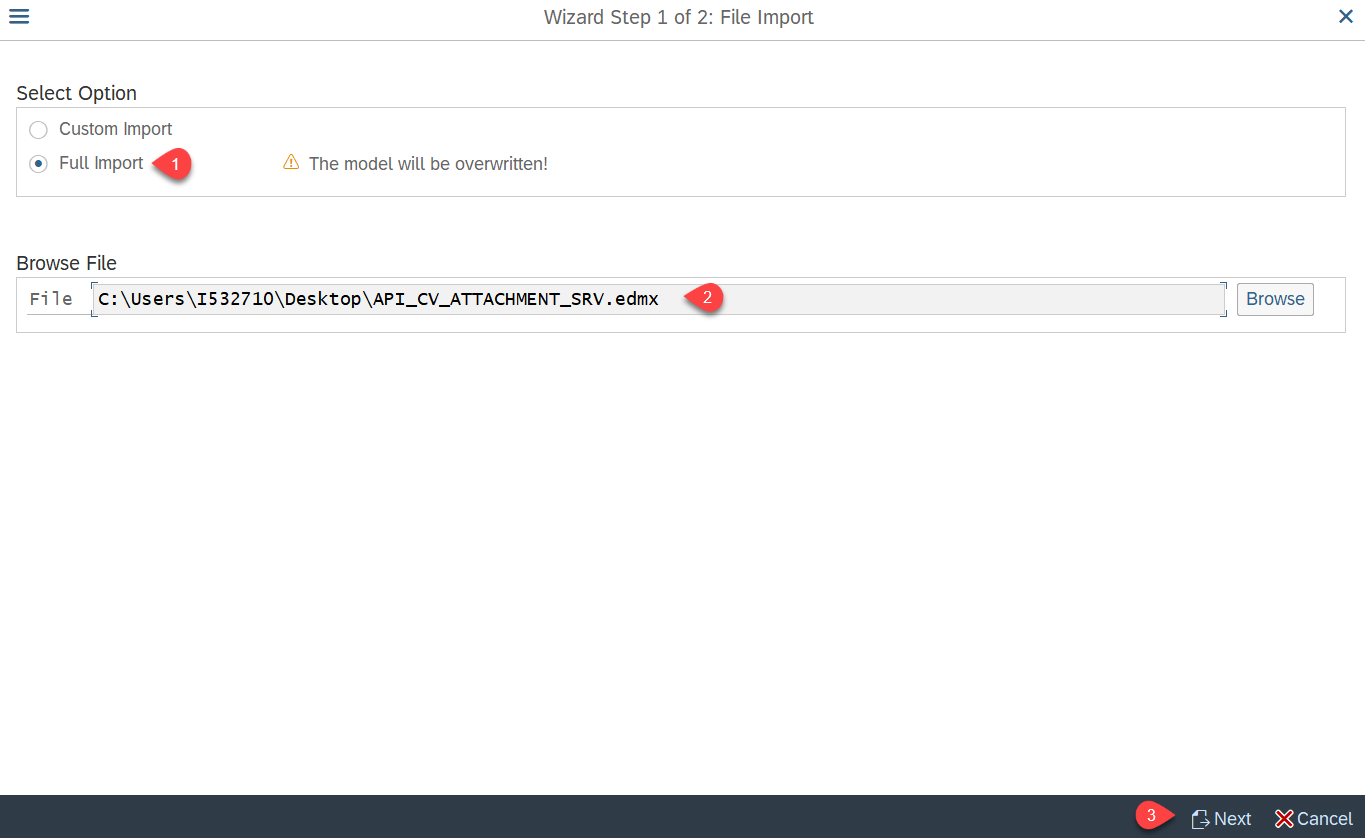 Wizard Step 1 of 2: File Import
Select Option
Custom Import
Full Import 1 The model will be overwritten!
Browse File
File C:\Users\I532710\Desktop\API_CV_ATTACHMENT_SRV.edmx 2 Browse
3 Next Cancel